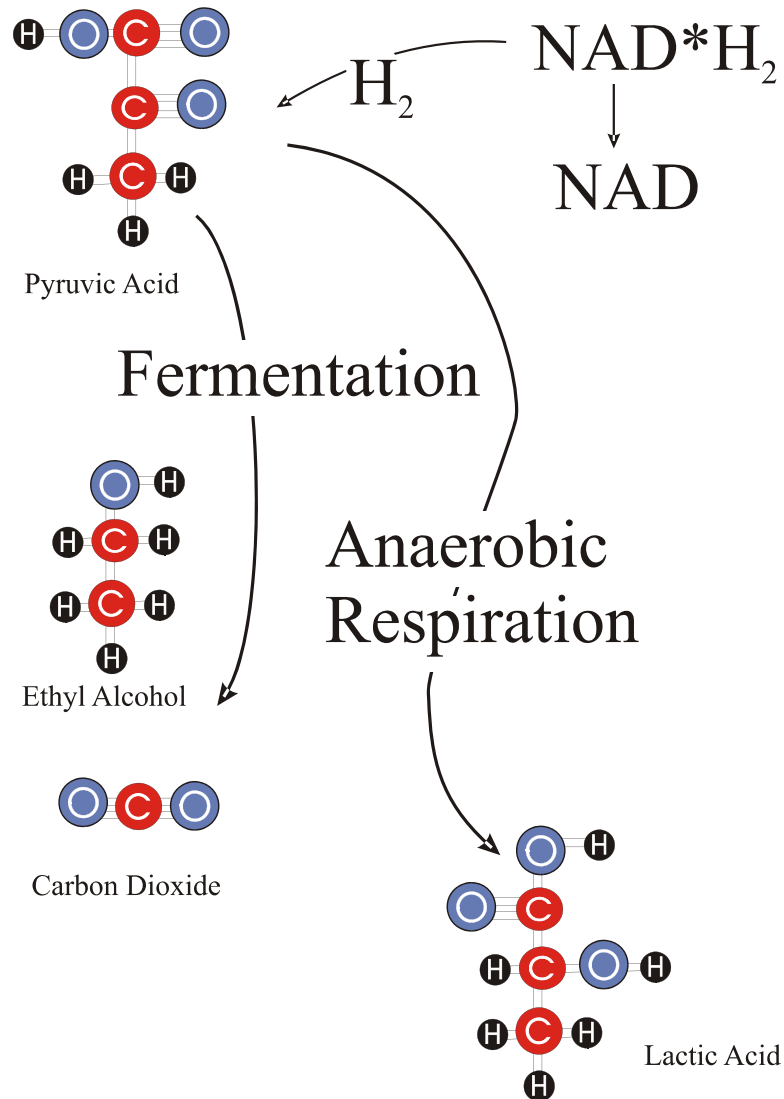 H O C O
C O
H C H
H
Pyruvic Acid
H2
NAD*H2
NAD
Fermentation
O H
H C H
H C H
H
Ethyl Alcohol
O C O
Carbon Dioxide
Anaerobic
Respiration
O H
O C
H C O H
H C H
H
Lactic Acid